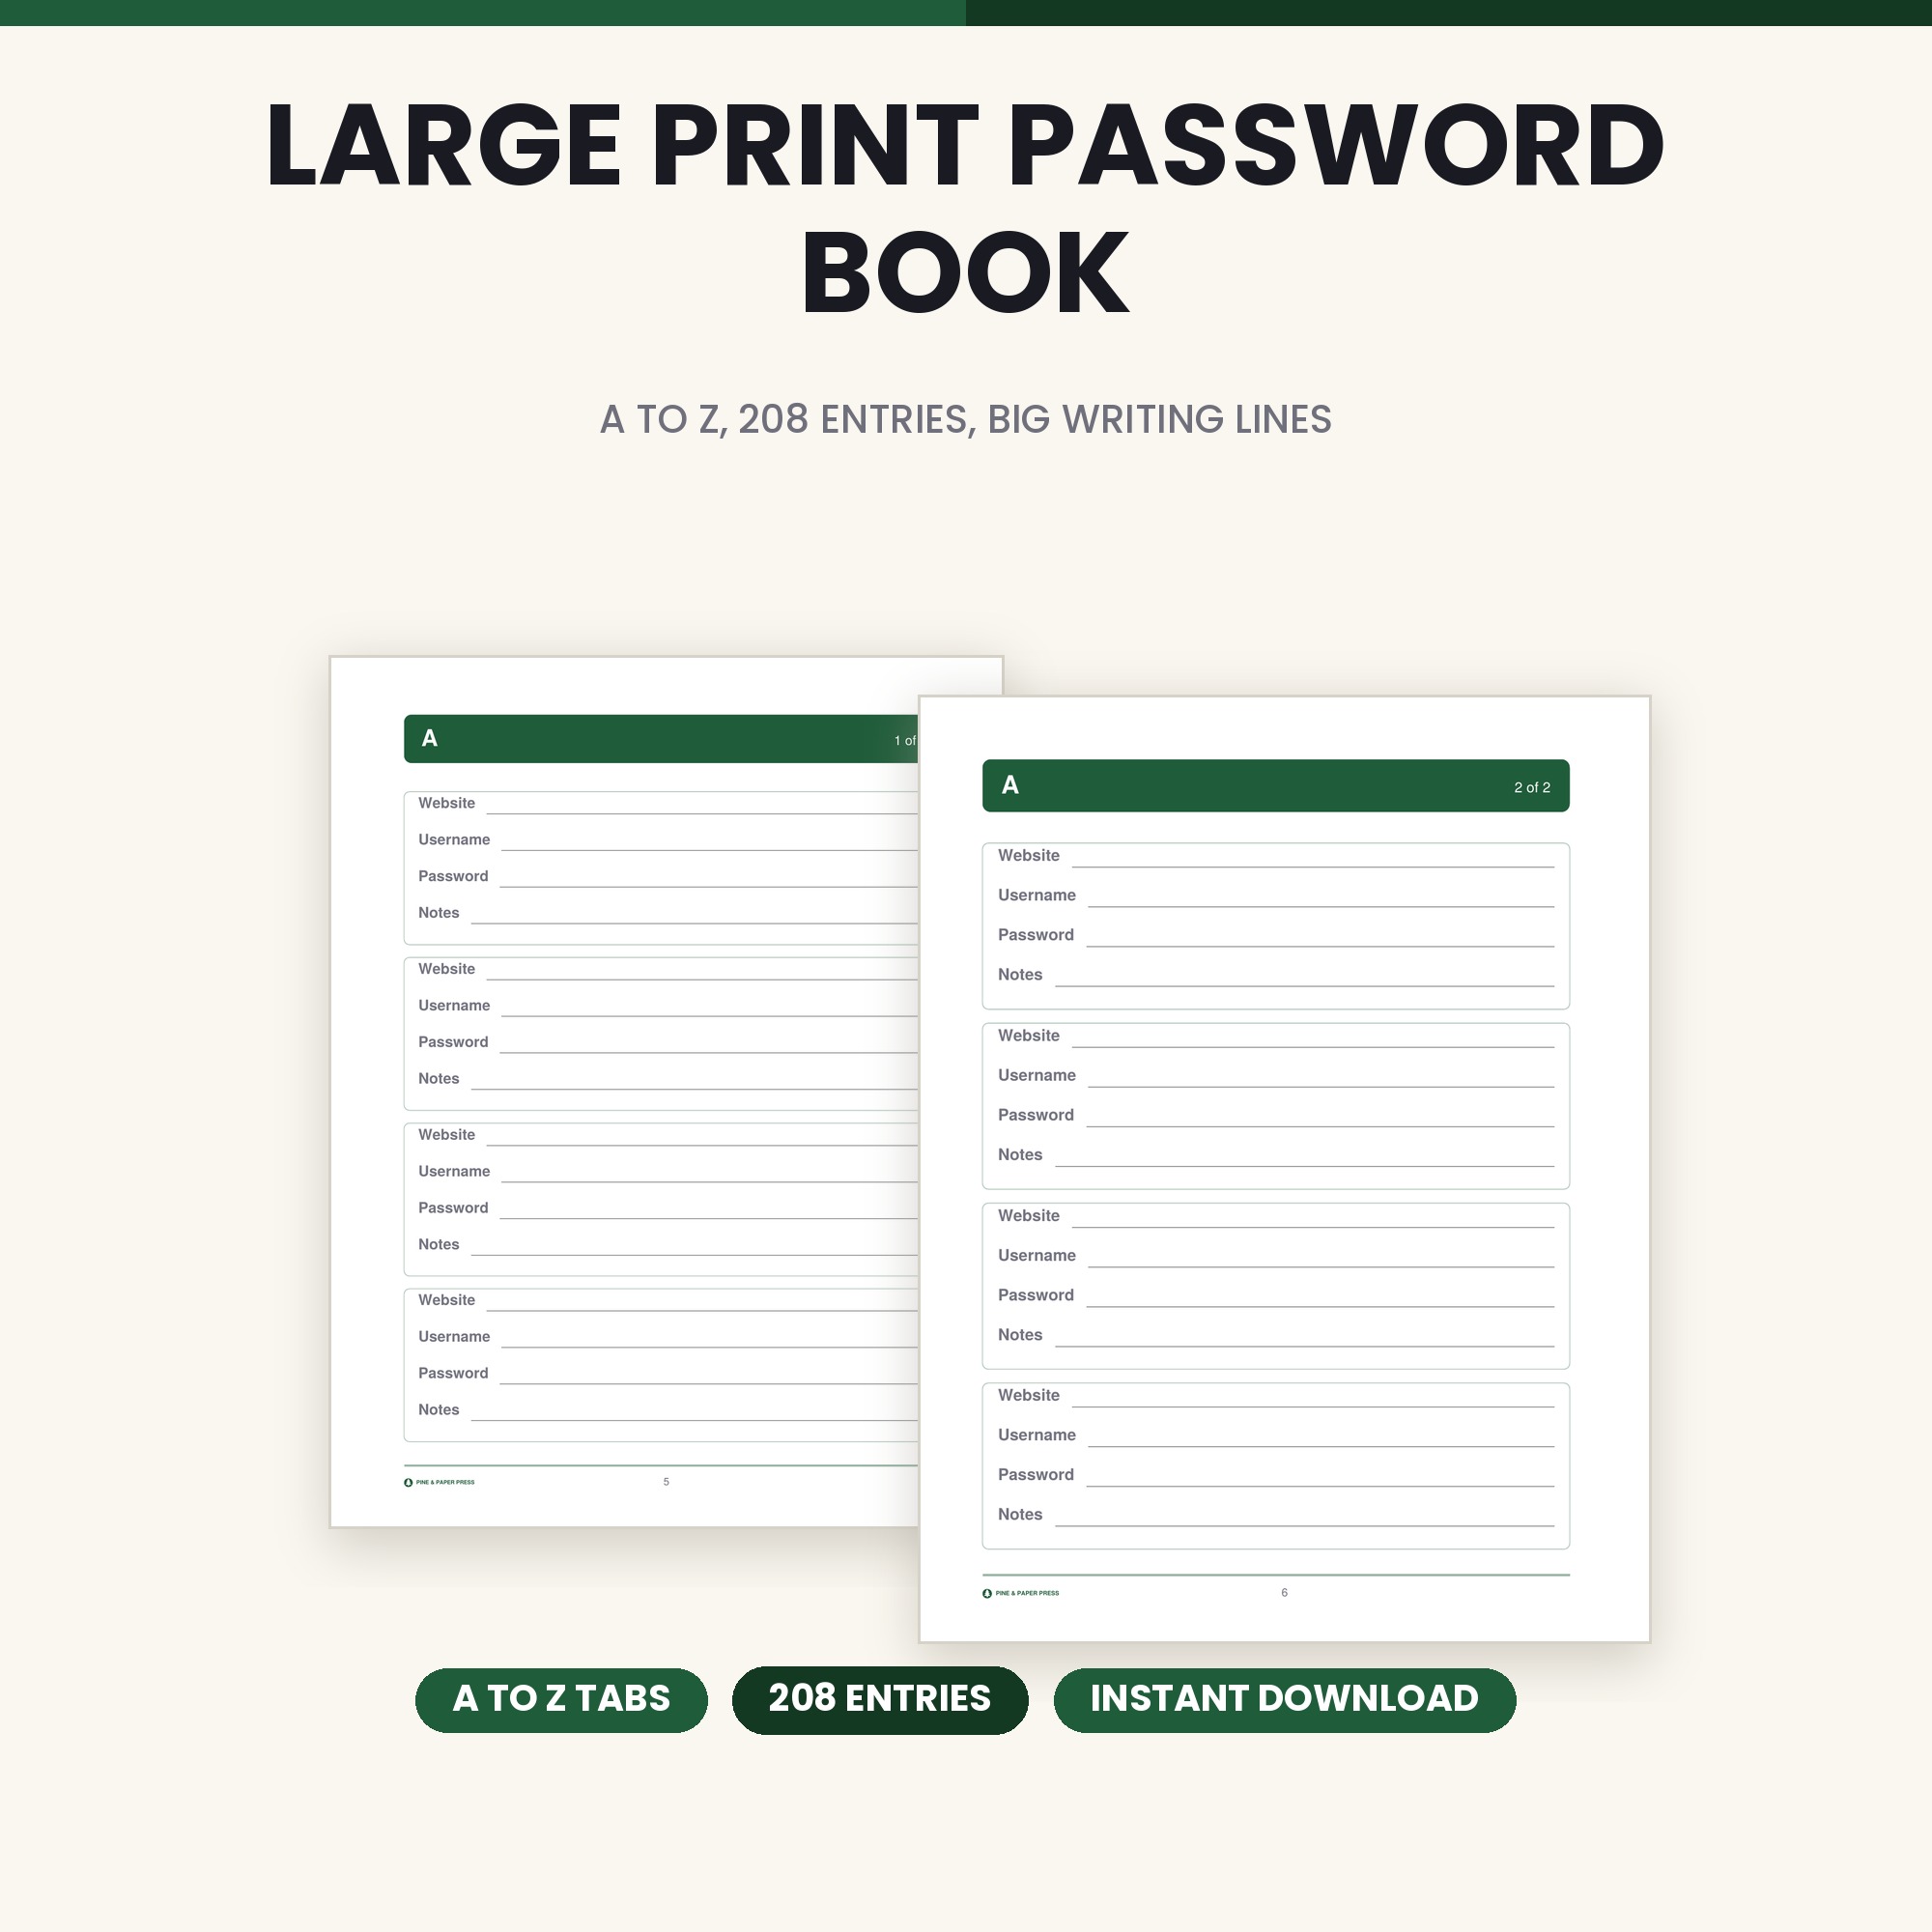 LARGE PRINT PASSWORD
BOOK
A TO Z, 208 ENTRIES, BIG WRITING LINES
A
1 of
Website
Username
Password
Notes
Website
Username
Password
Notes
Website
Username
Password
Notes
Website
Username
Password
Notes
PINE & PAPER PRESS
5
A
2 of 2
Website
Username
Password
Notes
Website
Username
Password
Notes
Website
Username
Password
Notes
Website
Username
Password
Notes
PINE & PAPER PRESS
6
A TO Z TABS
208 ENTRIES
INSTANT DOWNLOAD